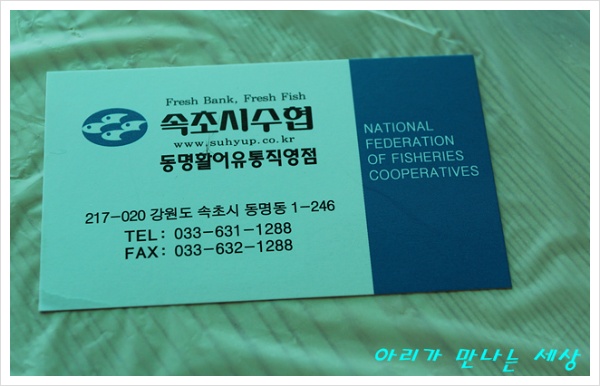 Fresh Bank, Fresh Fish
속초시수협
www.suhyup.co.kr
동명활어유통직영점
217-020 강원도 속초시 동명동 1-246
TEL: 033-631-1288
FAX: 033-632-1288
NATIONAL
FEDERATION
OF FISHERIES
COOPERATIVES
아리가 만나는 세상